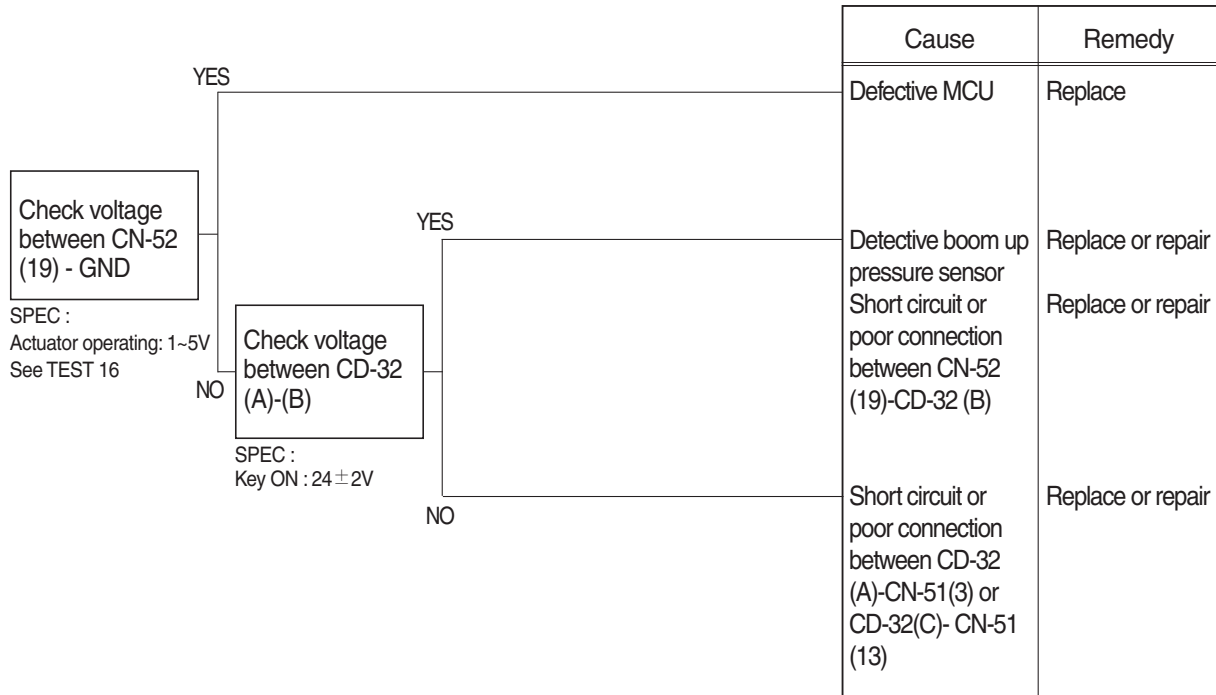 Cause
Remedy
YES
Defective MCU
Replace
Check voltage
between CN-52
(19) - GND
SPEC :
Actuator operating: 1~5V
See TEST 16
NO
YES
Detective boom up
pressure sensor
Replace or repair
Short circuit or
poor connection
between CN-52
(19)-CD-32 (B)
Replace or repair
Check voltage
between CD-32
(A)-(B)
SPEC :
Key ON : 24±2V
NO
Short circuit or
poor connection
between CD-32
(A)-CN-51(3) or
CD-32(C)- CN-51
(13)
Replace or repair